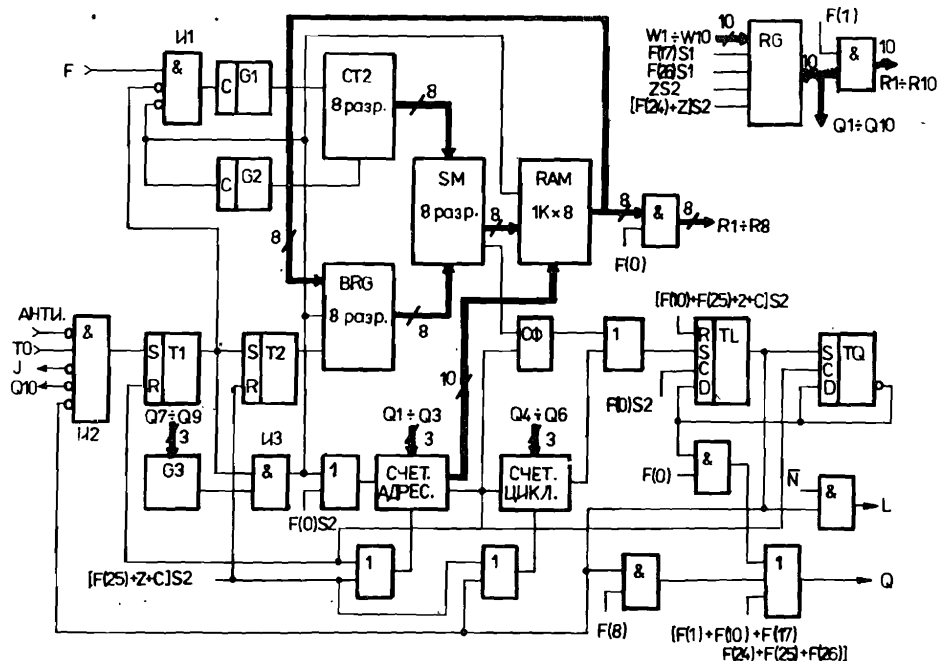 F
И1
&
C G1
C G2
CT2
8 разр.
8
SM
8 разр.
8
RAM
1K×8
8
&
F(0)
8
R1÷R8
W1÷W10
10
F(17)S1
F(26)S1
ZS2
[F(24)+Z]S2
RG
10
F(1)
&
10
R1÷R10
Q1÷Q10
8
BRG
8 разр.
8
АНТИ.
T0
J
Q10
&
И2
S T1
R
S T2
R
Q7÷Q9
3
G3
И3
&
1
F(0)S2
Q1÷Q3
3
СЧЕТ.
АДРЕС.
10
Q4÷Q6
3
СЧЕТ.
ЦИКЛ.
ОФ
1
F(0)S2
[F(10)+F(25)+Z+C]S2
R TL
S
C
D
S TQ
C
D
F(0)
&
N̅
&
L
[F(25)+Z+C]S2
1
1
&
F(8)
1
Q
[F(1)+F(10)+F(17)
F(24)+F(25)+F(26)]